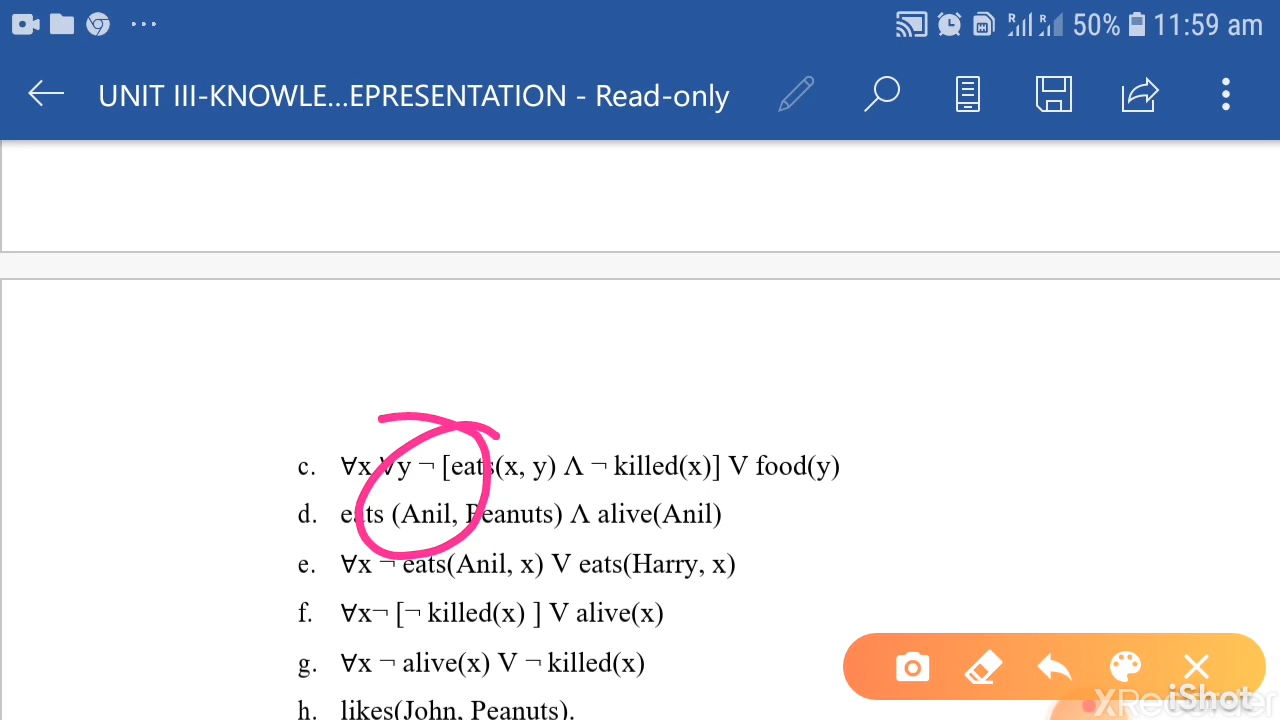 50% 11:59 am
UNIT III-KNOWLE...EPRESENTATION - Read-only
c. ∀x ∀y ¬ [eats(x, y) Λ ¬ killed(x)] V food(y)
d. eats (Anil, Peanuts) Λ alive(Anil)
e. ∀x ¬ eats(Anil, x) V eats(Harry, x)
f. ∀x¬ [¬ killed(x) ] V alive(x)
g. ∀x ¬ alive(x) V ¬ killed(x)
h. likes(John, Peanuts).
XRecorder
iShot